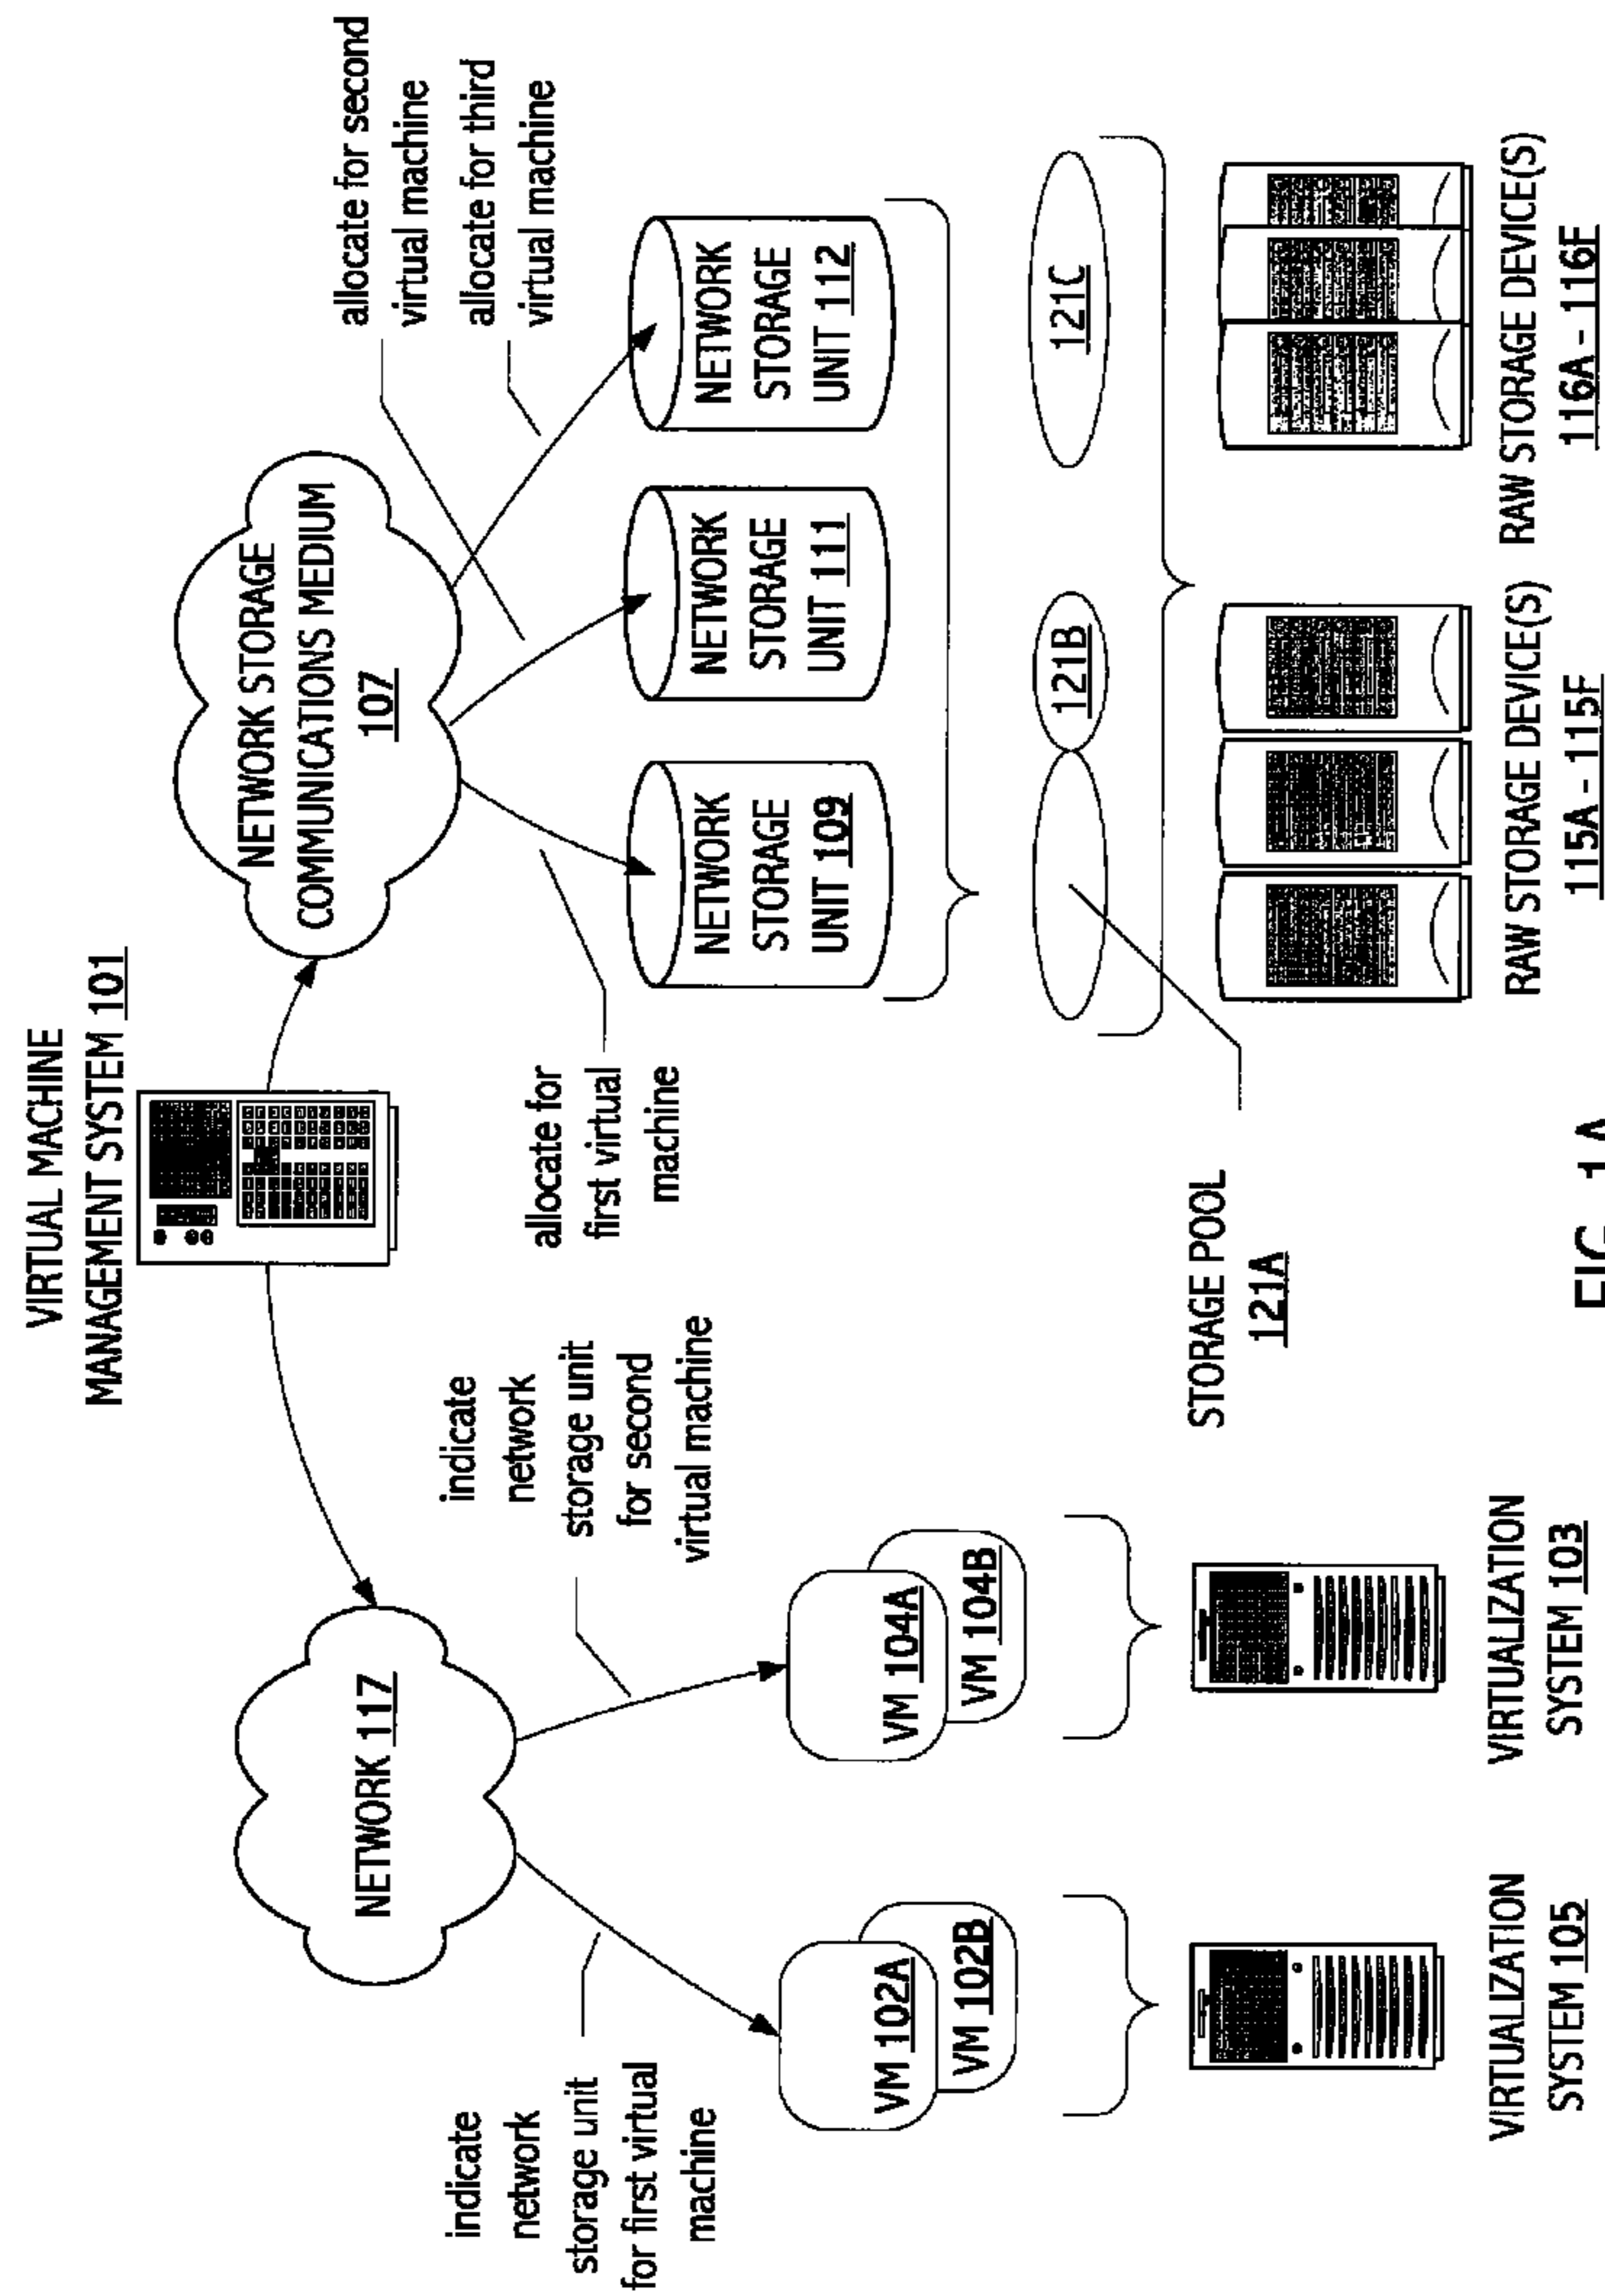 VIRTUAL MACHINE
MANAGEMENT SYSTEM 101
NETWORK 117
NETWORK STORAGE
COMMUNICATIONS MEDIUM
107
allocate for second
virtual machine
allocate for third
virtual machine
indicate
network
storage unit
for first virtual
machine
indicate
network
storage unit
for second
virtual machine
allocate for
first virtual
machine
NETWORK
STORAGE
UNIT 109
NETWORK
STORAGE
UNIT 111
NETWORK
STORAGE
UNIT 112
VM 102A
VM 102B
VM 104A
VM 104B
121B
121C
STORAGE POOL
121A
VIRTUALIZATION
SYSTEM 105
VIRTUALIZATION
SYSTEM 103
RAW STORAGE DEVICE(S)
115A - 115F
RAW STORAGE DEVICE(S)
116A - 116F
FIG. 1A